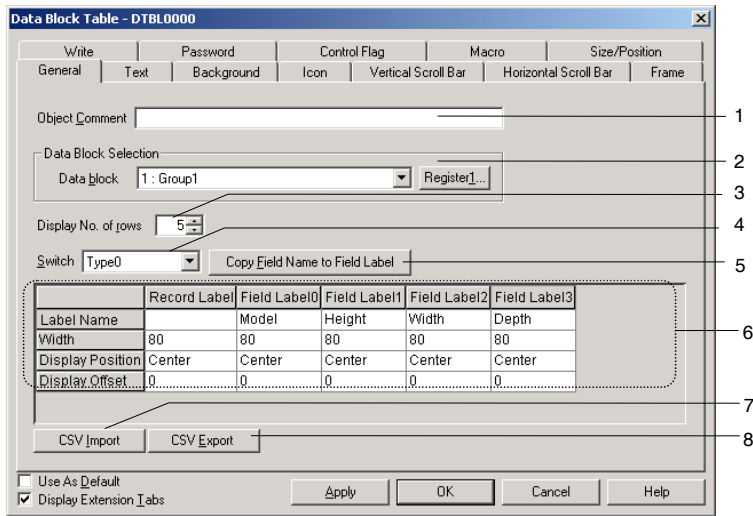 Data Block Table - DTBL0000
Write Password Control Flag Macro Size/Position
General Text Background Icon Vertical Scroll Bar Horizontal Scroll Bar Frame
Object Comment 1
Data Block Selection 2
Data block 1 : Group1 Register1...
3
Display No. of rows 5
4
Switch Type0 Copy Field Name to Field Label 5
Record Label Field Label0 Field Label1 Field Label2 Field Label3
Label Name Model Height Width Depth
Width 80 80 80 80 80 6
Display Position Center Center Center Center Center
Display Offset 0 0 0 0 0
7
CSV Import CSV Export 8
Use As Default
Display Extension Tabs Apply OK Cancel Help